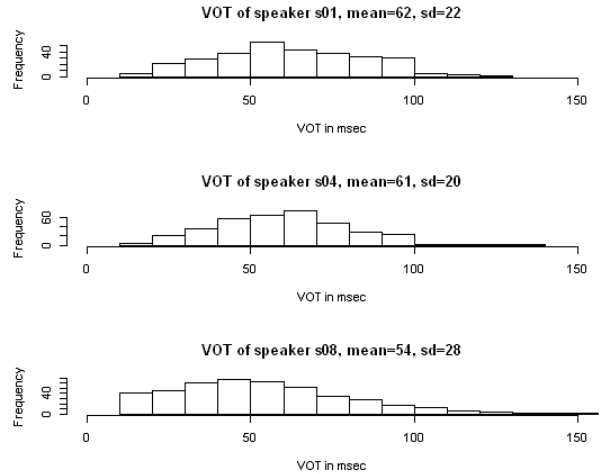 VOT of speaker s01, mean=62, sd=22
Frequency
0 40
0 50 100 150
VOT in msec
VOT of speaker s04, mean=61, sd=20
Frequency
0 60
0 50 100 150
VOT in msec
VOT of speaker s08, mean=54, sd=28
Frequency
0 40
0 50 100 150
VOT in msec